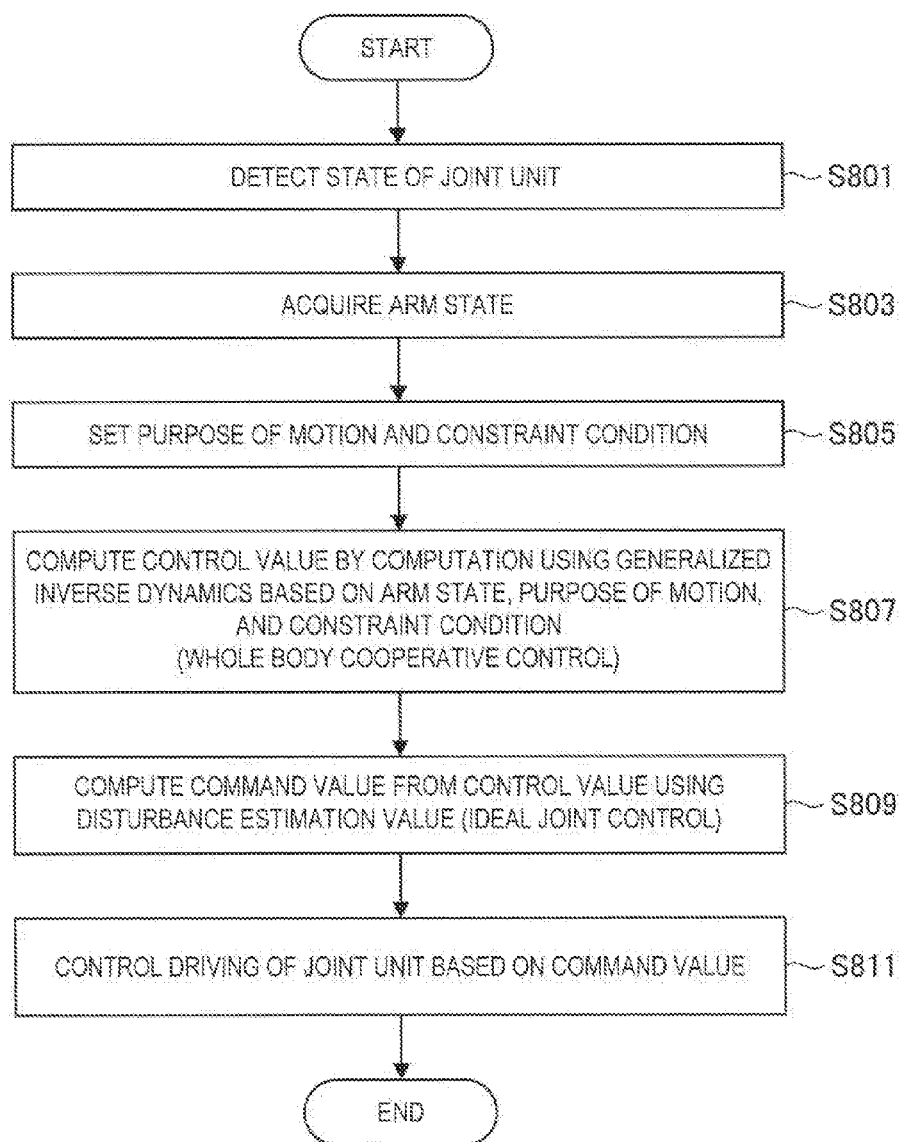 START
DETECT STATE OF JOINT UNIT
S801
ACQUIRE ARM STATE
S803
SET PURPOSE OF MOTION AND CONSTRAINT CONDITION
S805
COMPUTE CONTROL VALUE BY COMPUTATION USING GENERALIZED
INVERSE DYNAMICS BASED ON ARM STATE, PURPOSE OF MOTION,
AND CONSTRAINT CONDITION
(WHOLE BODY COOPERATIVE CONTROL)
S807
COMPUTE COMMAND VALUE FROM CONTROL VALUE USING
DISTURBANCE ESTIMATION VALUE (IDEAL JOINT CONTROL)
S809
CONTROL DRIVING OF JOINT UNIT BASED ON COMMAND VALUE
S811
END